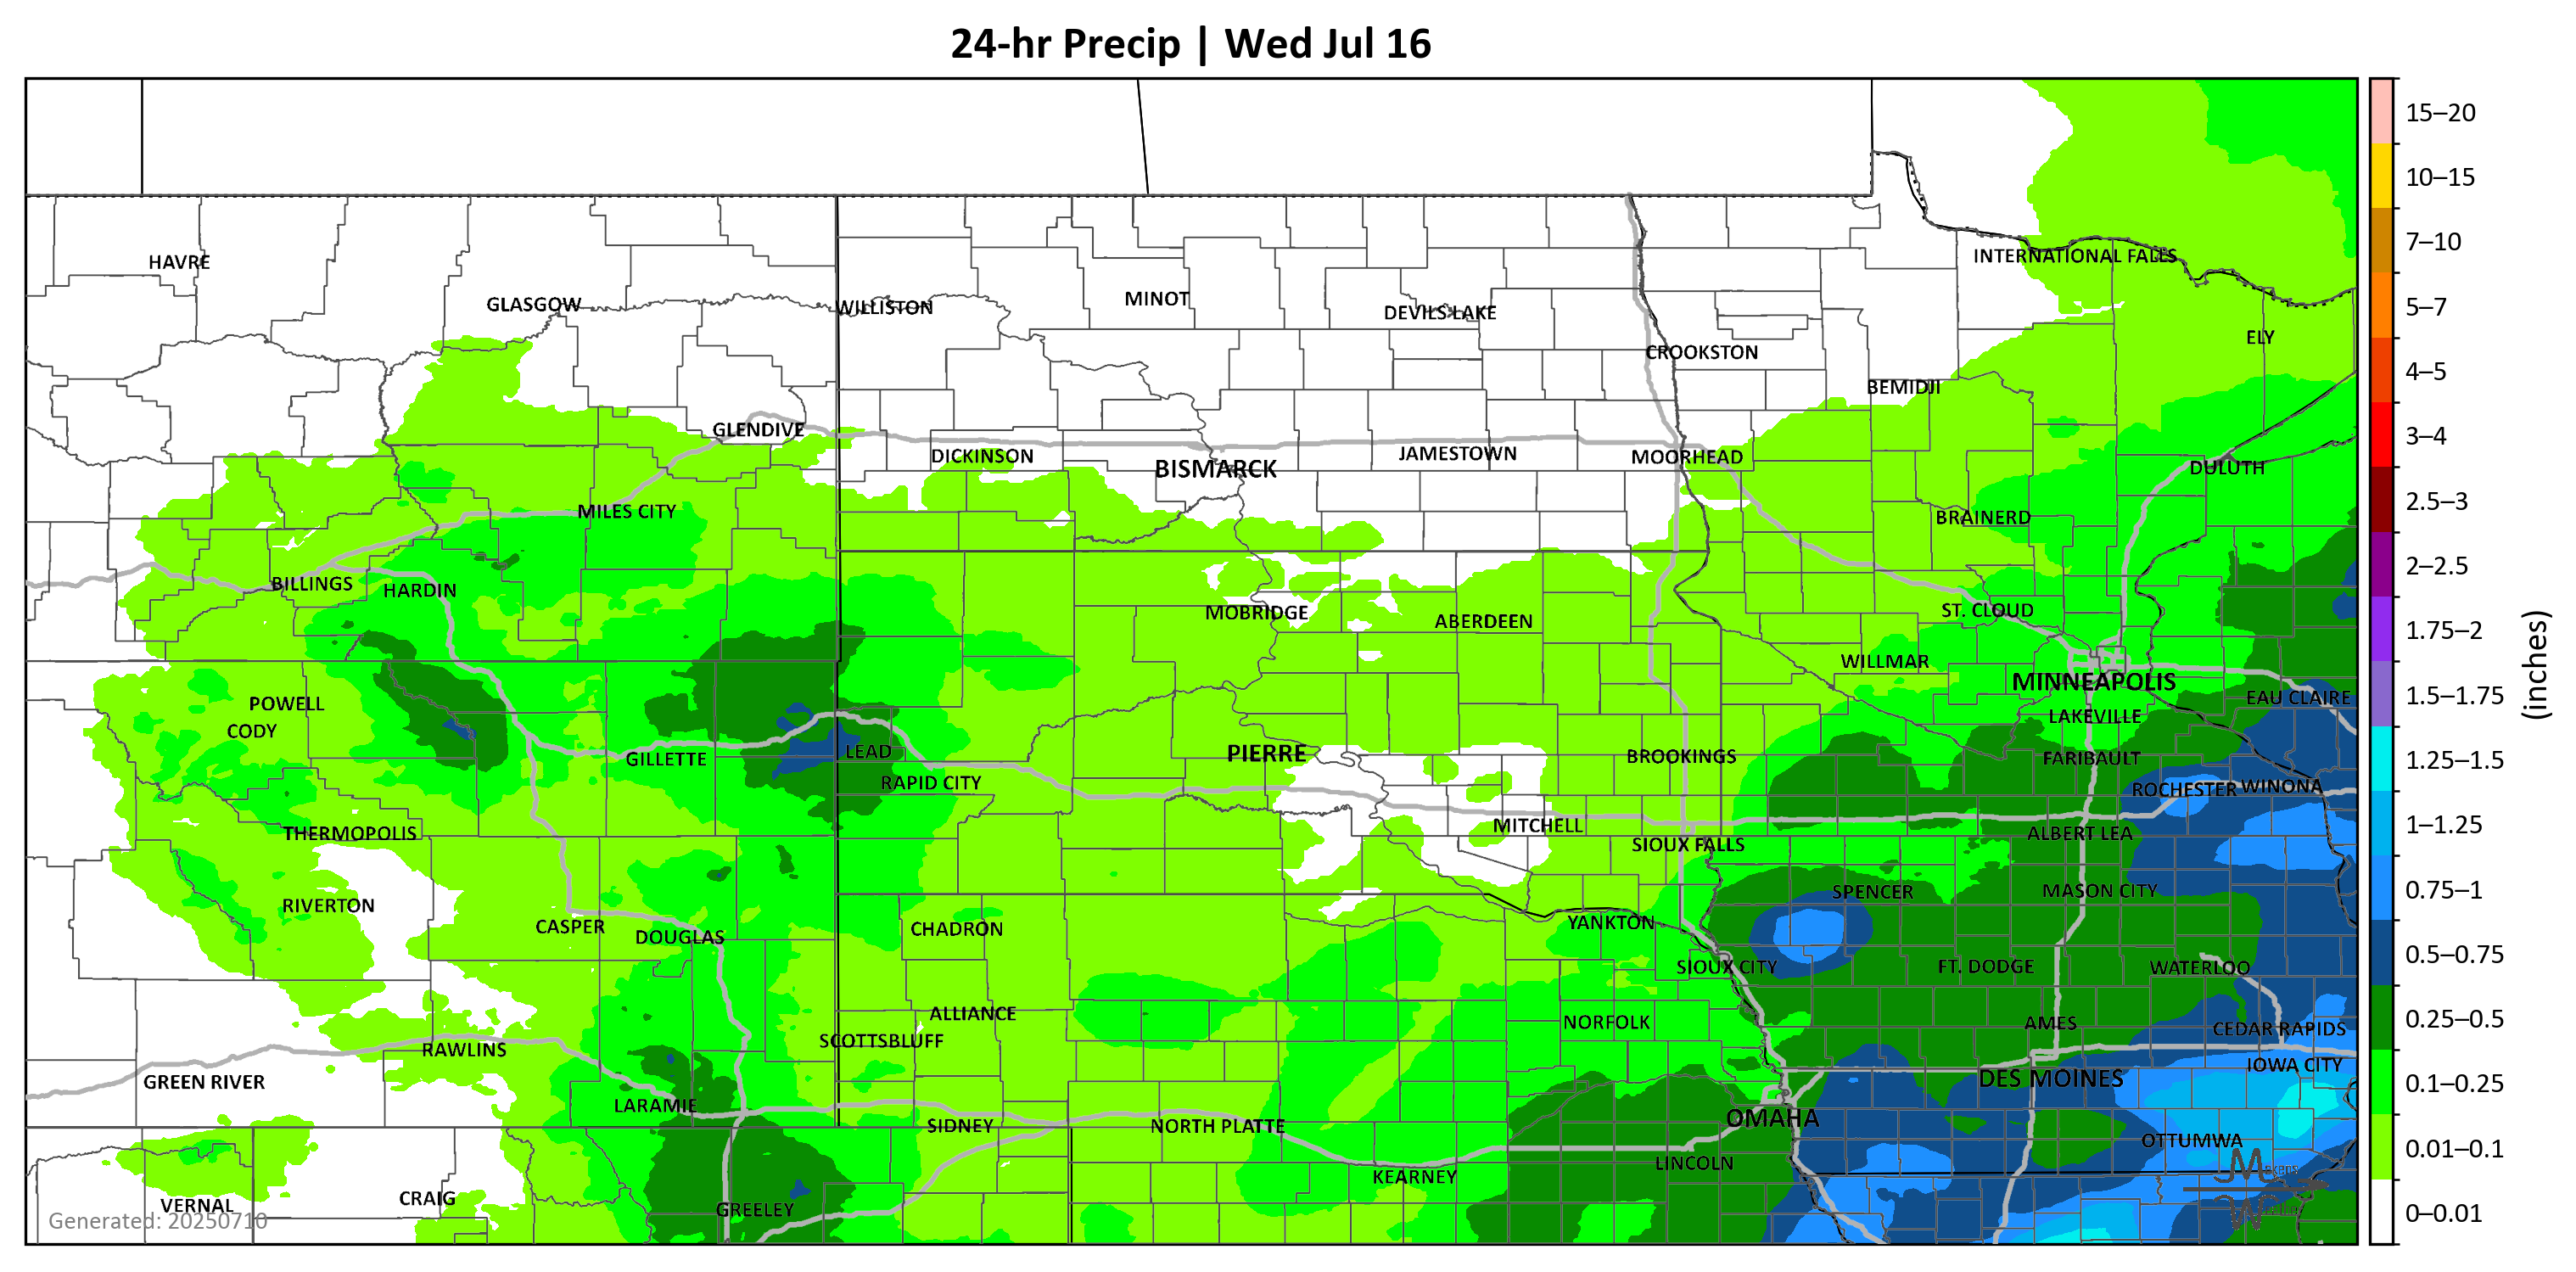 24-hr Precip | Wed Jul 16
15–20
10–15
7–10
5–7
4–5
3–4
2.5–3
2–2.5
1.75–2
1.5–1.75
1.25–1.5
1–1.25
0.75–1
0.5–0.75
0.25–0.5
0.1–0.25
0.01–0.1
0–0.01
(inches)
HAVRE
INTERNATIONAL FALLS
GLASGOW
WILLISTON
MINOT
DEVILS LAKE
ELY
CROOKSTON
BEMIDJI
GLENDIVE
DICKINSON
BISMARCK
JAMESTOWN
MOORHEAD
DULUTH
MILES CITY
BRAINERD
BILLINGS
HARDIN
MOBRIDGE
ABERDEEN
ST. CLOUD
WILLMAR
MINNEAPOLIS
POWELL
EAU CLAIRE
CODY
LAKEVILLE
GILLETTE
LEAD
PIERRE
BROOKINGS
FARIBAULT
RAPID CITY
ROCHESTER
WINONA
THERMOPOLIS
MITCHELL
ALBERT LEA
SIOUX FALLS
RIVERTON
SPENCER
MASON CITY
CASPER
DOUGLAS
CHADRON
YANKTON
SIOUX CITY
FT. DODGE
WATERLOO
ALLIANCE
NORFOLK
AMES
CEDAR RAPIDS
RAWLINS
SCOTTSBLUFF
IOWA CITY
GREEN RIVER
DES MOINES
LARAMIE
SIDNEY
NORTH PLATTE
OMAHA
OTTUMWA
LINCOLN
KEARNEY
VERNAL
CRAIG
GREELEY
Generated: 20250710